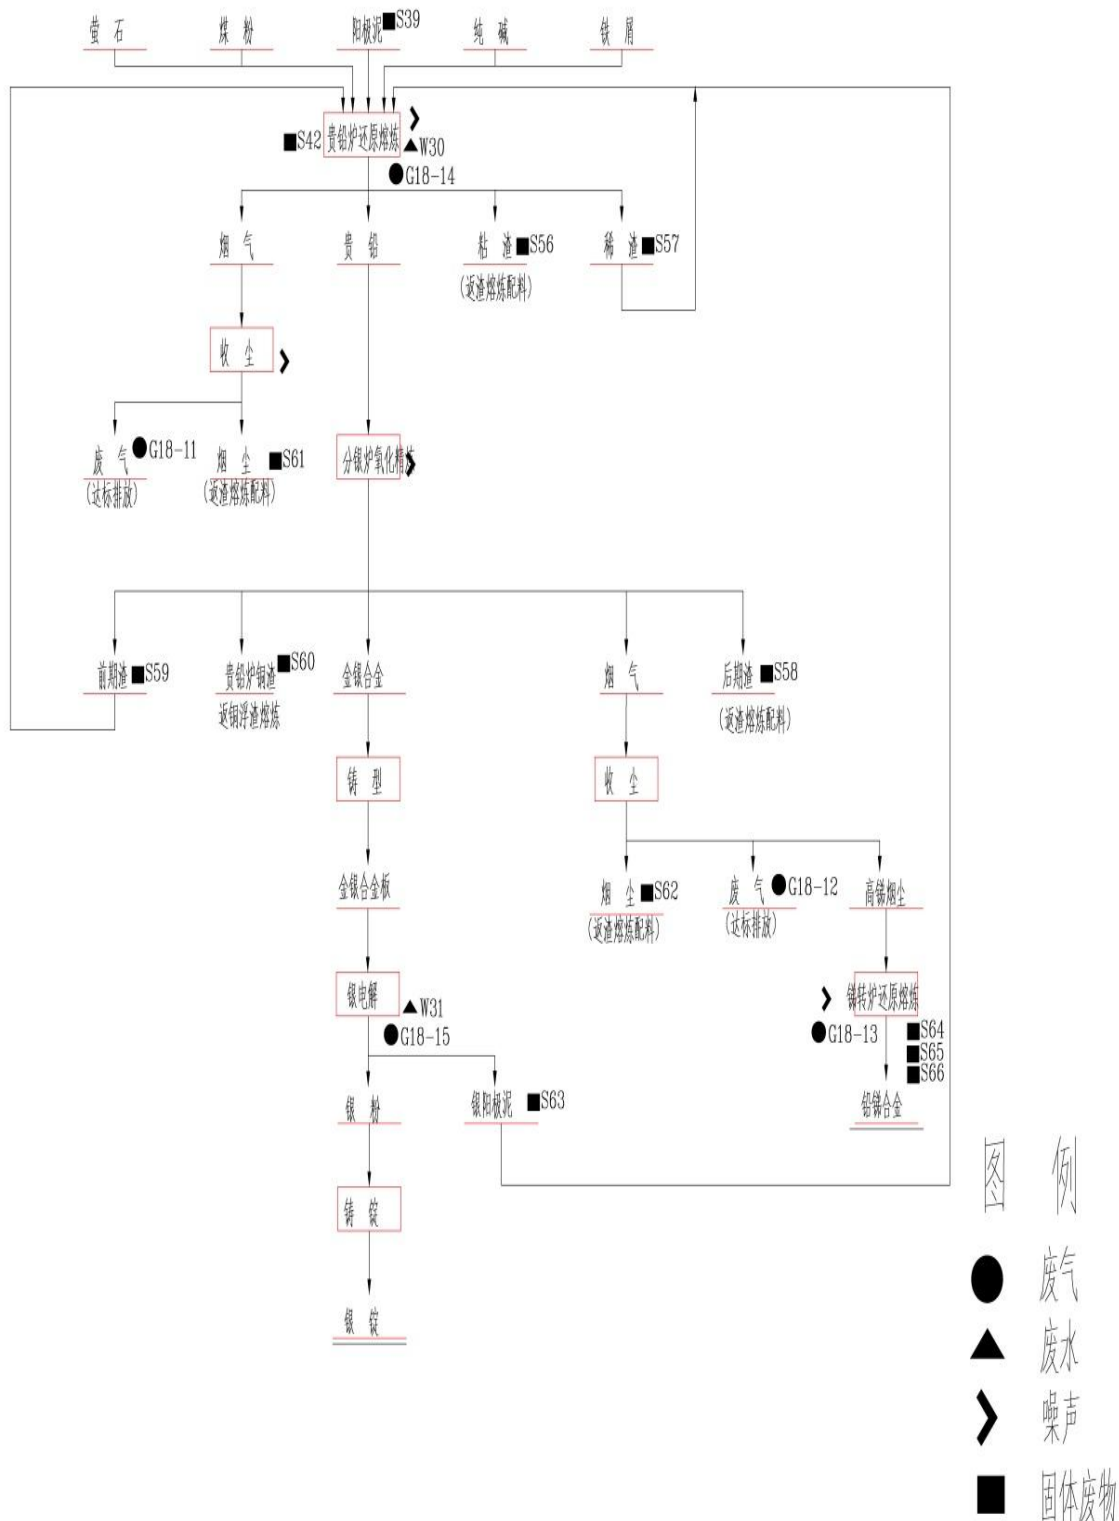 萤 石
煤 粉
阳极泥 S39
纯 碱
铁 屑
S42
贵铅炉还原熔炼
W30
G18-14
烟 气
贵 铅
粘 渣 S56
(返渣熔炼配料)
稀 渣 S57
收 尘
废 气 G18-11
(达标排放)
烟 尘 S61
(返渣熔炼配料)
分银炉氧化精炼
前期渣 S59
贵铅炉铜渣 S60
返铜浮渣熔炼
金银合金
烟 气
后期渣 S58
(返渣熔炼配料)
铸 型
收 尘
金银合金板
烟 尘 S62
(返渣熔炼配料)
废 气 G18-12
(达标排放)
高锑烟尘
银电解
W31
G18-15
锑转炉还原熔炼
G18-13
S64
S65
S66
银 粉
银阳极泥 S63
铅锑合金
铸 锭
银 锭
图 例
废气
废水
噪声
固体废物